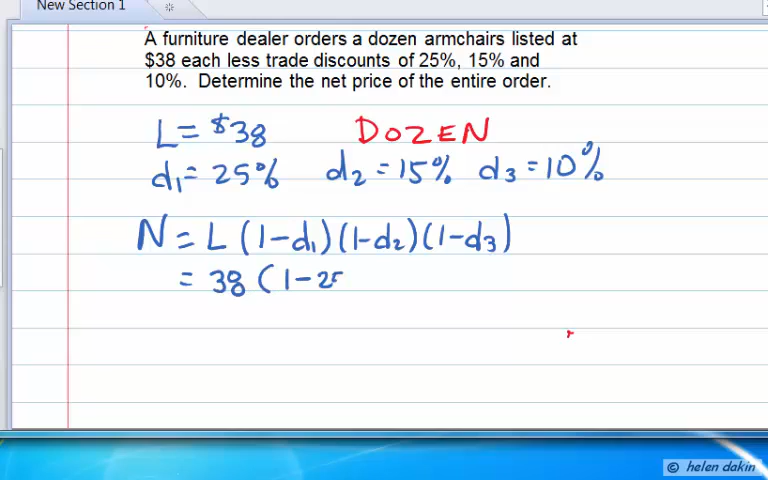 New Section 1
A furniture dealer orders a dozen armchairs listed at
$38 each less trade discounts of 25%, 15% and
10%. Determine the net price of the entire order.
L = $38 DOZEN
d1 = 25% d2 = 15% d3 = 10%
N = L (1-d1)(1-d2)(1-d3)
= 38 (1-25
© helen dakin